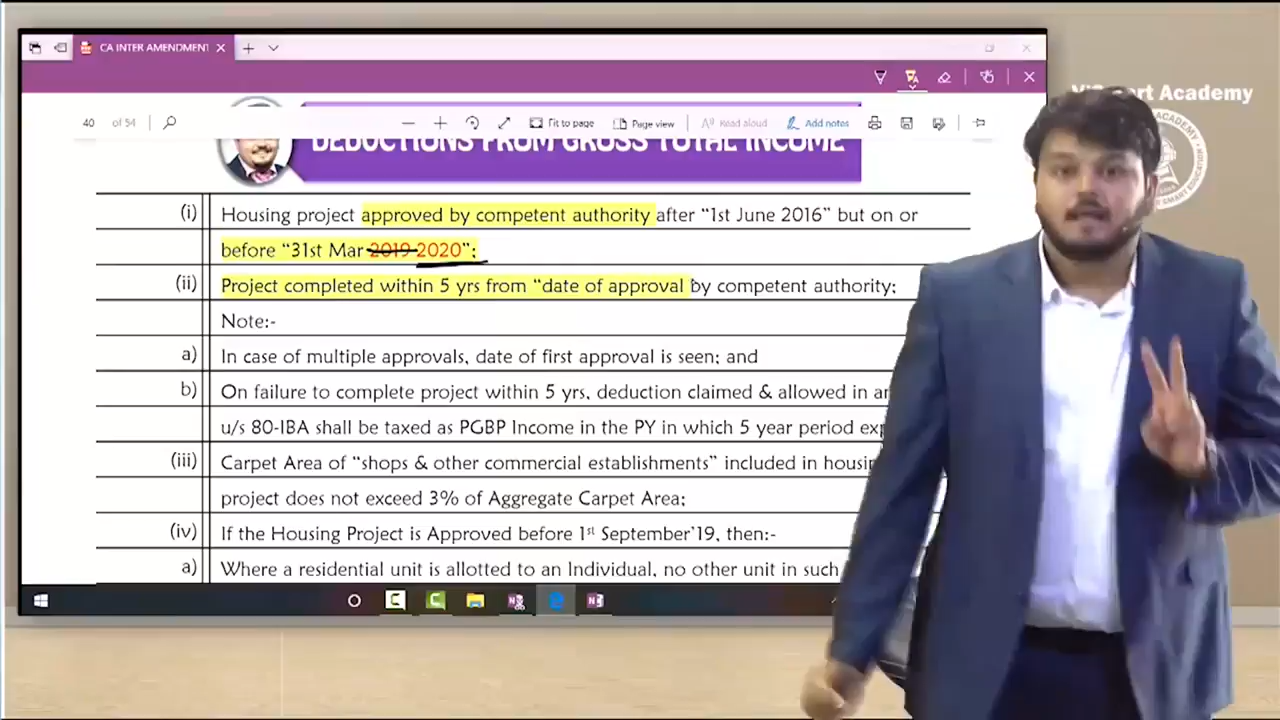 CA INTER AMENDMENT
40 of 54
Fit to page
Page view
Read aloud
Add notes
art Academy
DEDUCTIONS FROM GROSS TOTAL INCOME
(i) Housing project approved by competent authority after “1st June 2016” but on or
before “31st Mar 2019 2020”;
(ii) Project completed within 5 yrs from “date of approval by competent authority;
Note:-
a) In case of multiple approvals, date of first approval is seen; and
b) On failure to complete project within 5 yrs, deduction claimed & allowed in
u/s 80-IBA shall be taxed as PGBP Income in the PY in which 5 year period
(iii) Carpet Area of “shops & other commercial establishments” included in
project does not exceed 3% of Aggregate Carpet Area;
(iv) If the Housing Project is Approved before 1st September’19, then:-
a) Where a residential unit is allotted to an Individual, no other unit in such